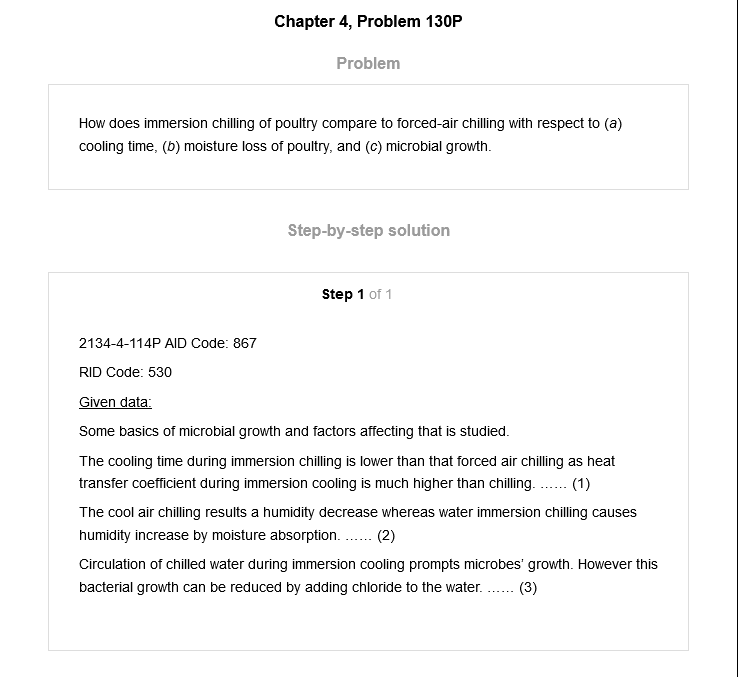 Chapter 4, Problem 130P
Problem
How does immersion chilling of poultry compare to forced-air chilling with respect to (a)
cooling time, (b) moisture loss of poultry, and (c) microbial growth.
Step-by-step solution
Step 1 of 1
2134-4-114P AID Code: 867
RID Code: 530
Given data:
Some basics of microbial growth and factors affecting that is studied.
The cooling time during immersion chilling is lower than that forced air chilling as heat
transfer coefficient during immersion cooling is much higher than chilling. …… (1)
The cool air chilling results a humidity decrease whereas water immersion chilling causes
humidity increase by moisture absorption. …… (2)
Circulation of chilled water during immersion cooling prompts microbes’ growth. However this
bacterial growth can be reduced by adding chloride to the water. …… (3)